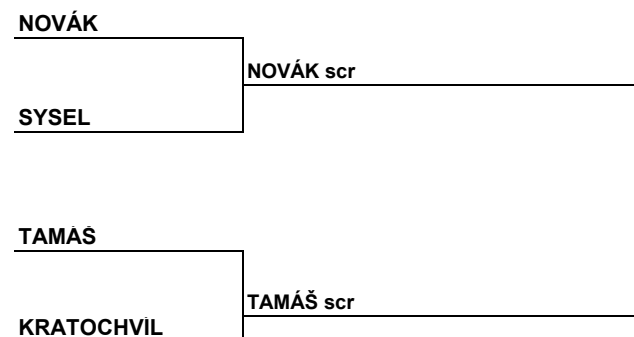 NOVÁK
NOVÁK scr
SYSEL
TAMÁŠ
TAMÁŠ scr
KRATOCHVÍL